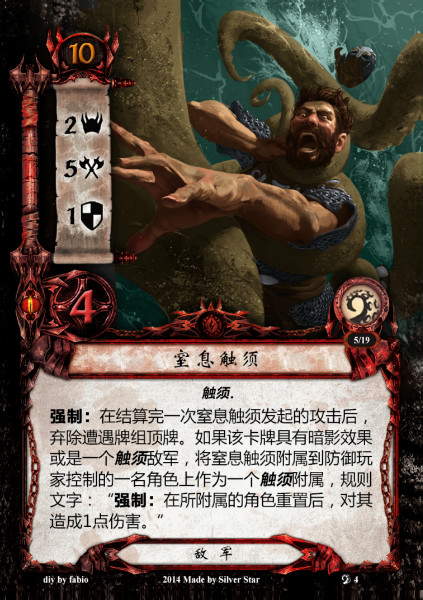 10
2
5
1
4
5/19
窒息触须
触须.
强制：在结算完一次窒息触须发起的攻击后，
弃除遭遇牌组顶牌。如果该卡牌具有暗影效果
或是一个触须敌军，将窒息触须附属到防御玩
家控制的一名角色上作为一个触须附属，规则
文字：“强制：在所附属的角色重置后，对其
造成1点伤害。”
敌军
diy by fabio
2014 Made by Silver Star
4